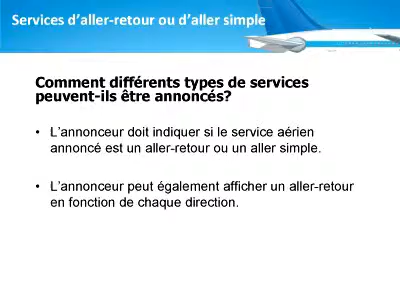 Services d’aller-retour ou d’aller simple
Comment différents types de services
peuvent-ils être annoncés?
• L’annonceur doit indiquer si le service aérien
annoncé est un aller-retour ou un aller simple.
• L’annonceur peut également afficher un aller-retour
en fonction de chaque direction.